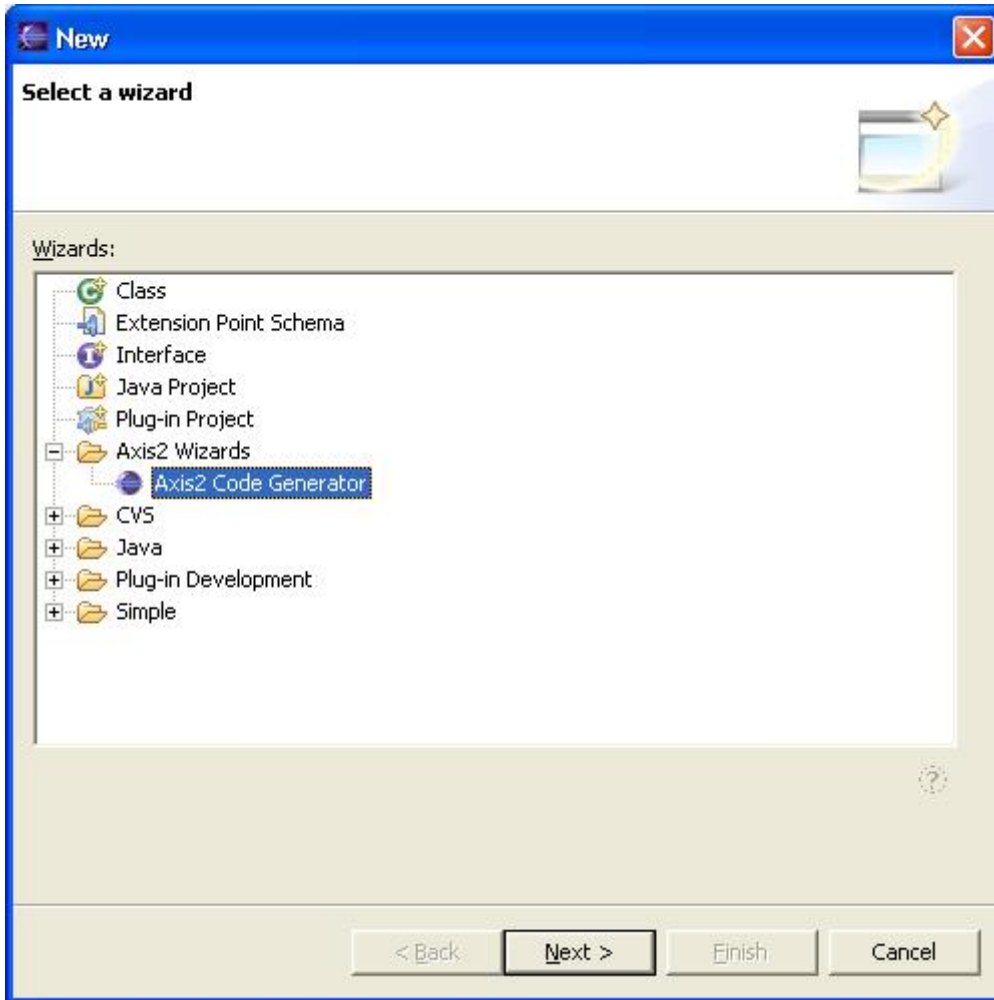 New
Select a wizard
Wizards:
Class
Extension Point Schema
Interface
Java Project
Plug-in Project
Axis2 Wizards
Axis2 Code Generator
CVS
Java
Plug-in Development
Simple
< Back Next > Finish Cancel